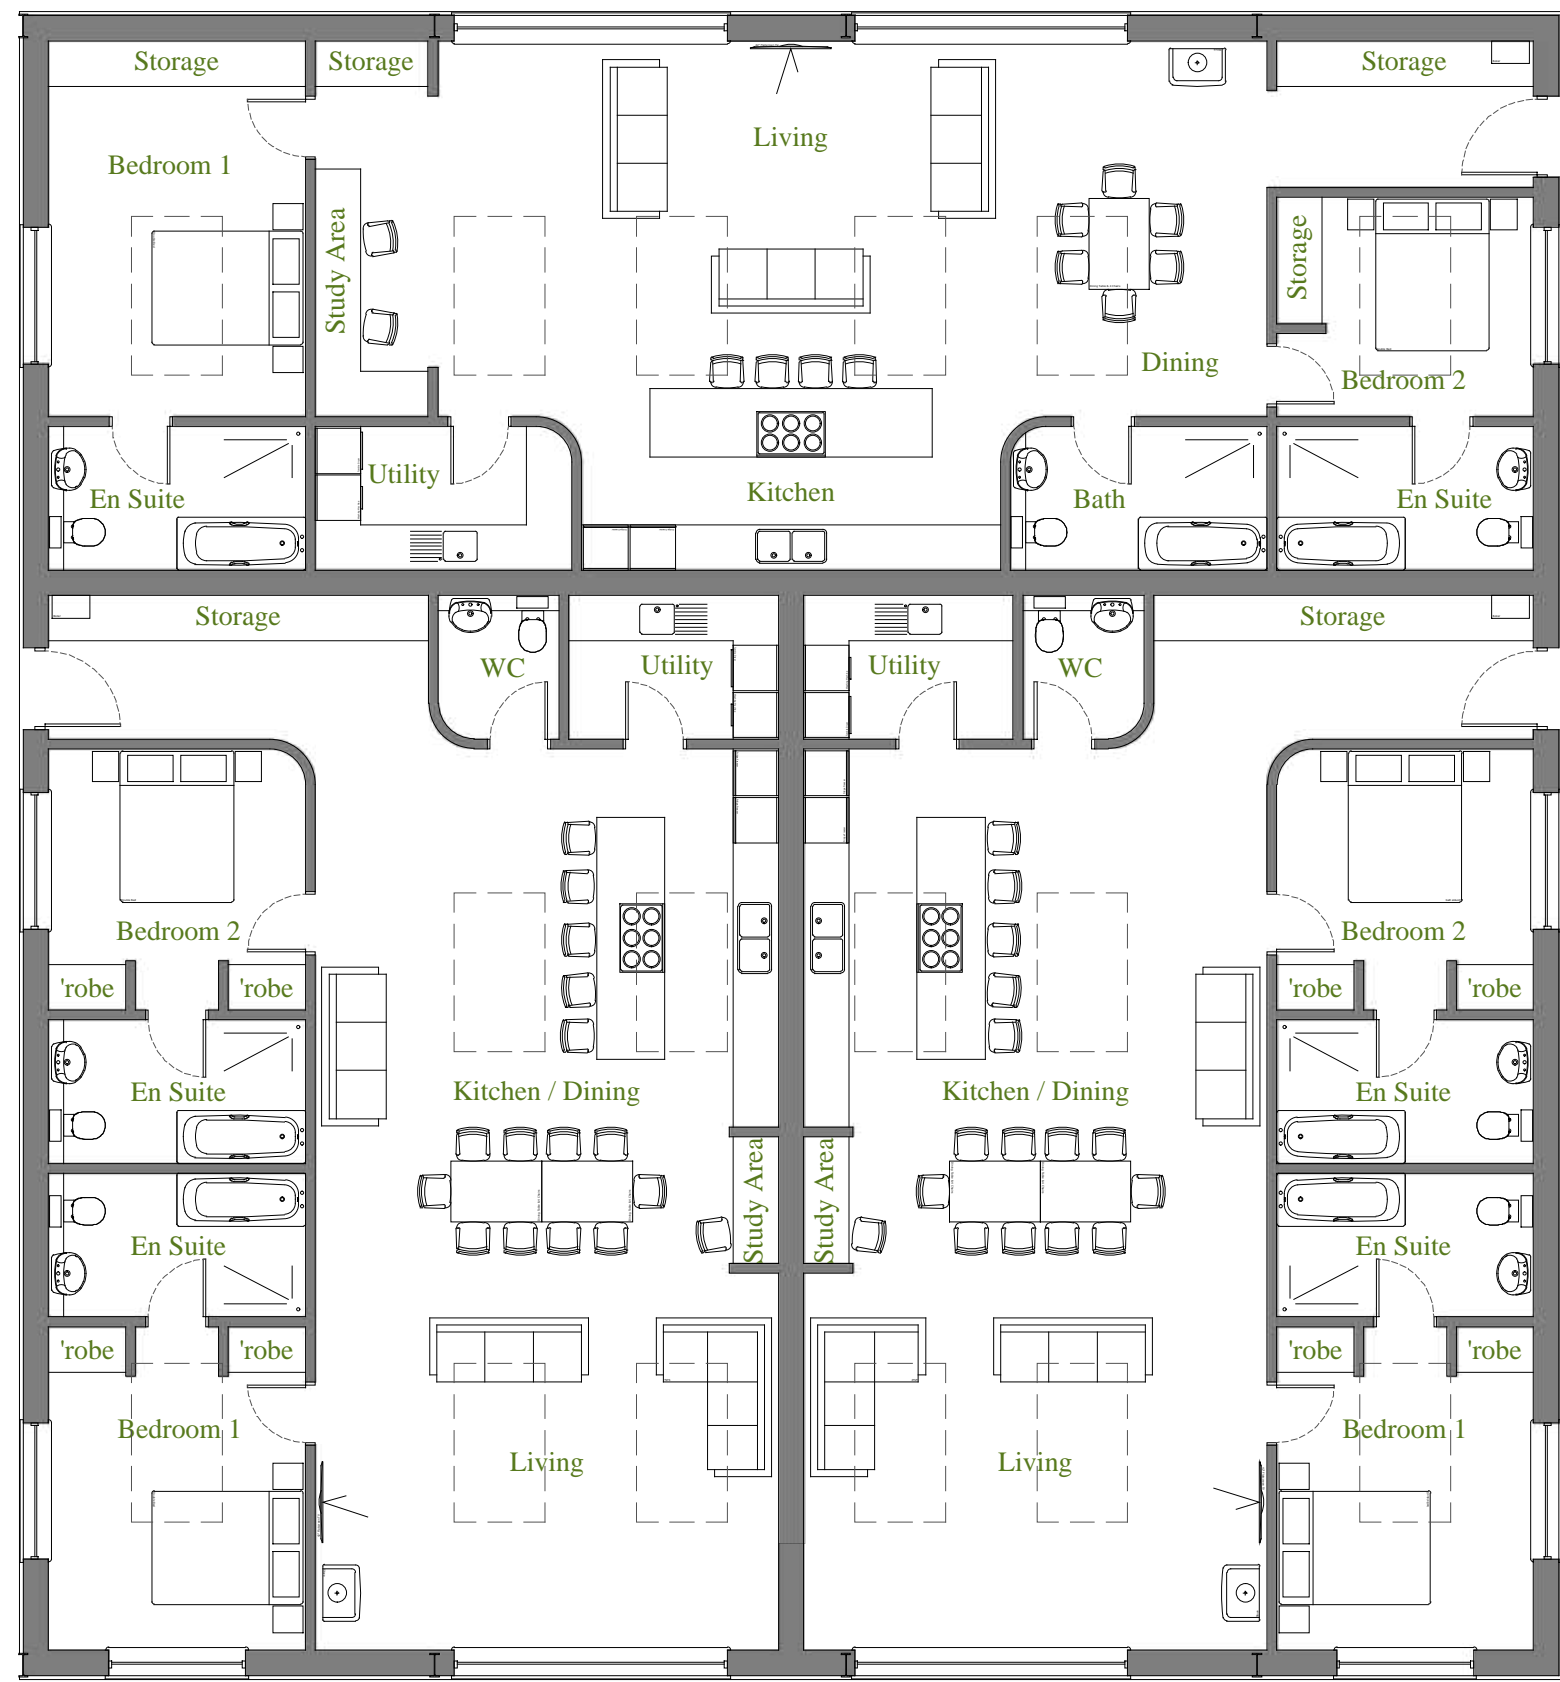 Storage
Storage
Storage
Living
Bedroom 1
Study Area
Storage
Dining
Bedroom 2
Utility
Kitchen
En Suite
Bath
En Suite
Storage
Storage
WC
Utility
Utility
WC
Bedroom 2
Bedroom 2
'robe
'robe
'robe
'robe
En Suite
Kitchen / Dining
Kitchen / Dining
En Suite
Study Area
Study Area
En Suite
En Suite
'robe
'robe
'robe
'robe
Bedroom 1
Living
Living
Bedroom 1